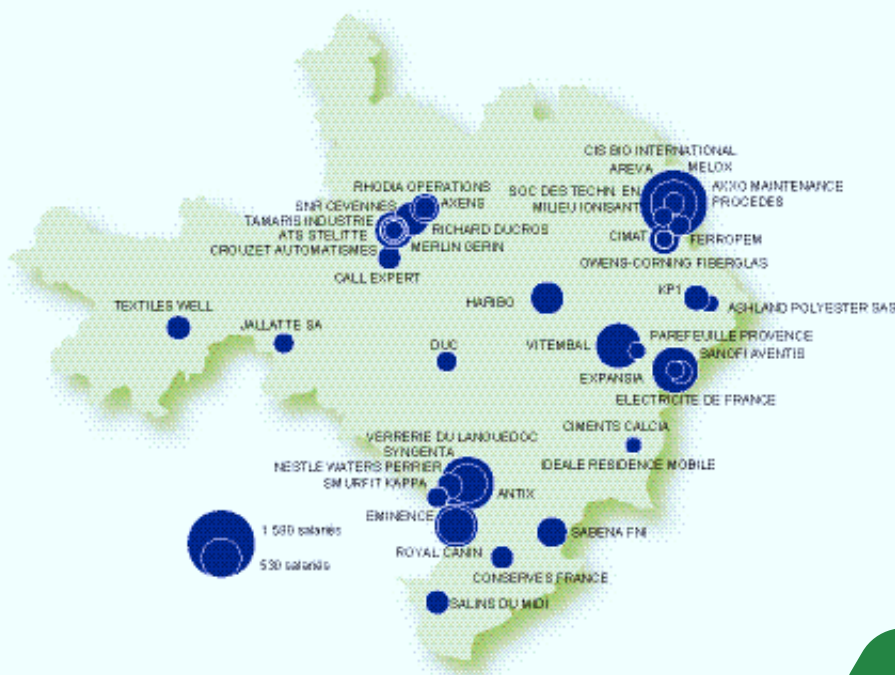 CIS BIO INTERNATIONAL
AREVA MELOX
RHODIA OPERATIONS
SOC DES TECHN. EN MILIEU IONISANT
AXXO MAINTENANCE PROCEDES
SNR CEVENNES
AXENS
TAMARIS INDUSTRIE
ATS STELITTE
RICHARD DUCROS
CIMAT
FERROPEM
CROUZET AUTOMATISMES
MERLIN GERIN
OWENS-CORNING FIBERGLAS
CALL EXPERT
KP1
HARIBO
ASHLAND POLYESTER SAS
TEXTILES WELL
JALLATTE SA
DUC
VITEMBAL
PAREFEUILLE PROVENCE
SANOFI AVENTIS
EXPANSIA
ELECTRICITE DE FRANCE
CIMENTS CALCIA
VERRERIE DU LANGUEDOC
SYNGENTA
NESTLE WATERS PERRIER
IDEALE RESIDENCE MOBILE
SMURFIT KAPPA
ANTIX
EMINENCE
1 580 salariés
SABENA FNI
ROYAL CANIN
530 salariés
CONSERVES FRANCE
SALINS DU MIDI